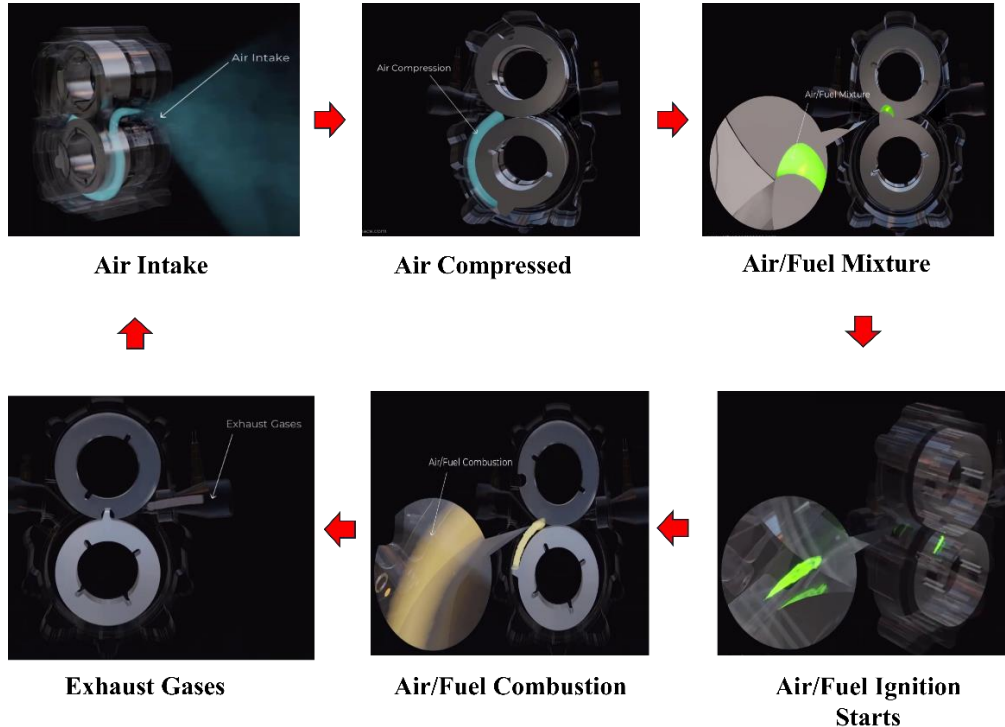 Air Intake
Air Intake
Air Compression
Air Compressed
Air/Fuel Mixture
Air/Fuel Mixture
Air/Fuel Ignition
Starts
Air/Fuel Combustion
Air/Fuel Combustion
Exhaust Gases
Exhaust Gases